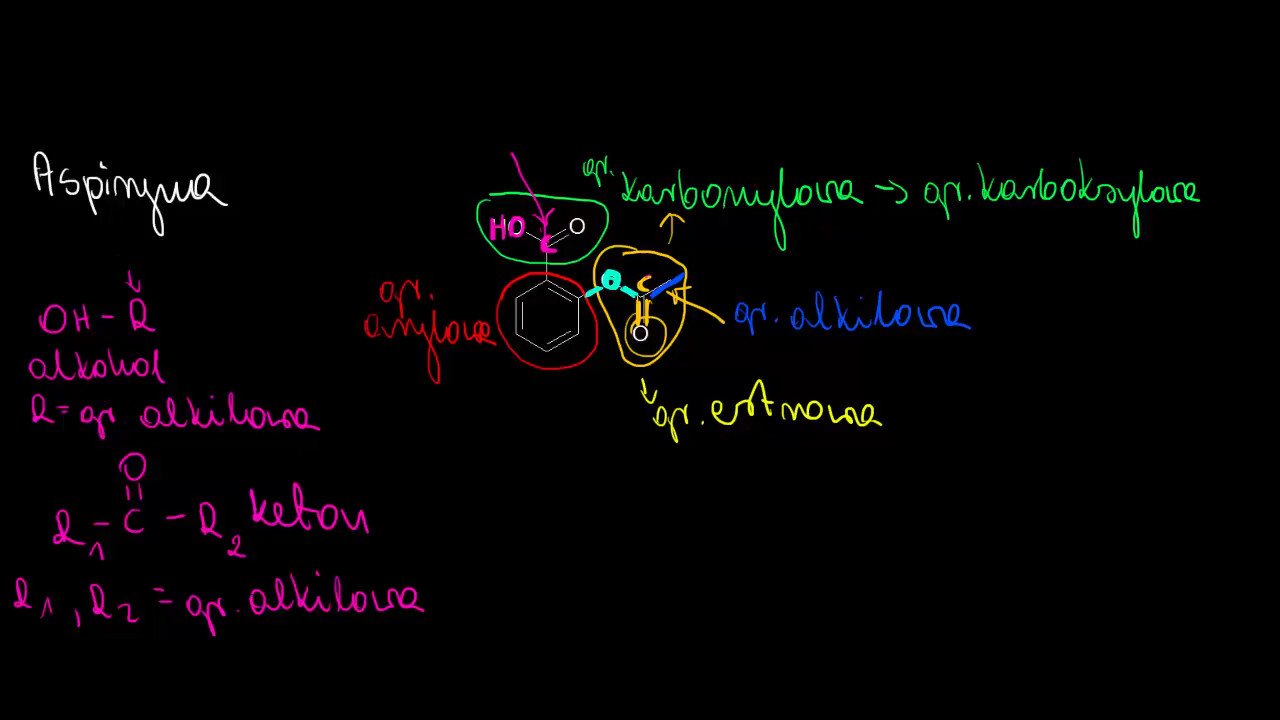 Aspiryna
gr. karbonylowa → gr. karboksylowa
HO C O
O C
O
gr.
arylowa
gr. alkilowa
gr. estrowa
OH - R
alkohol
R = gr alkilowa
O
R1 - C - R2 keton
R1, R2 = gr. alkilowa